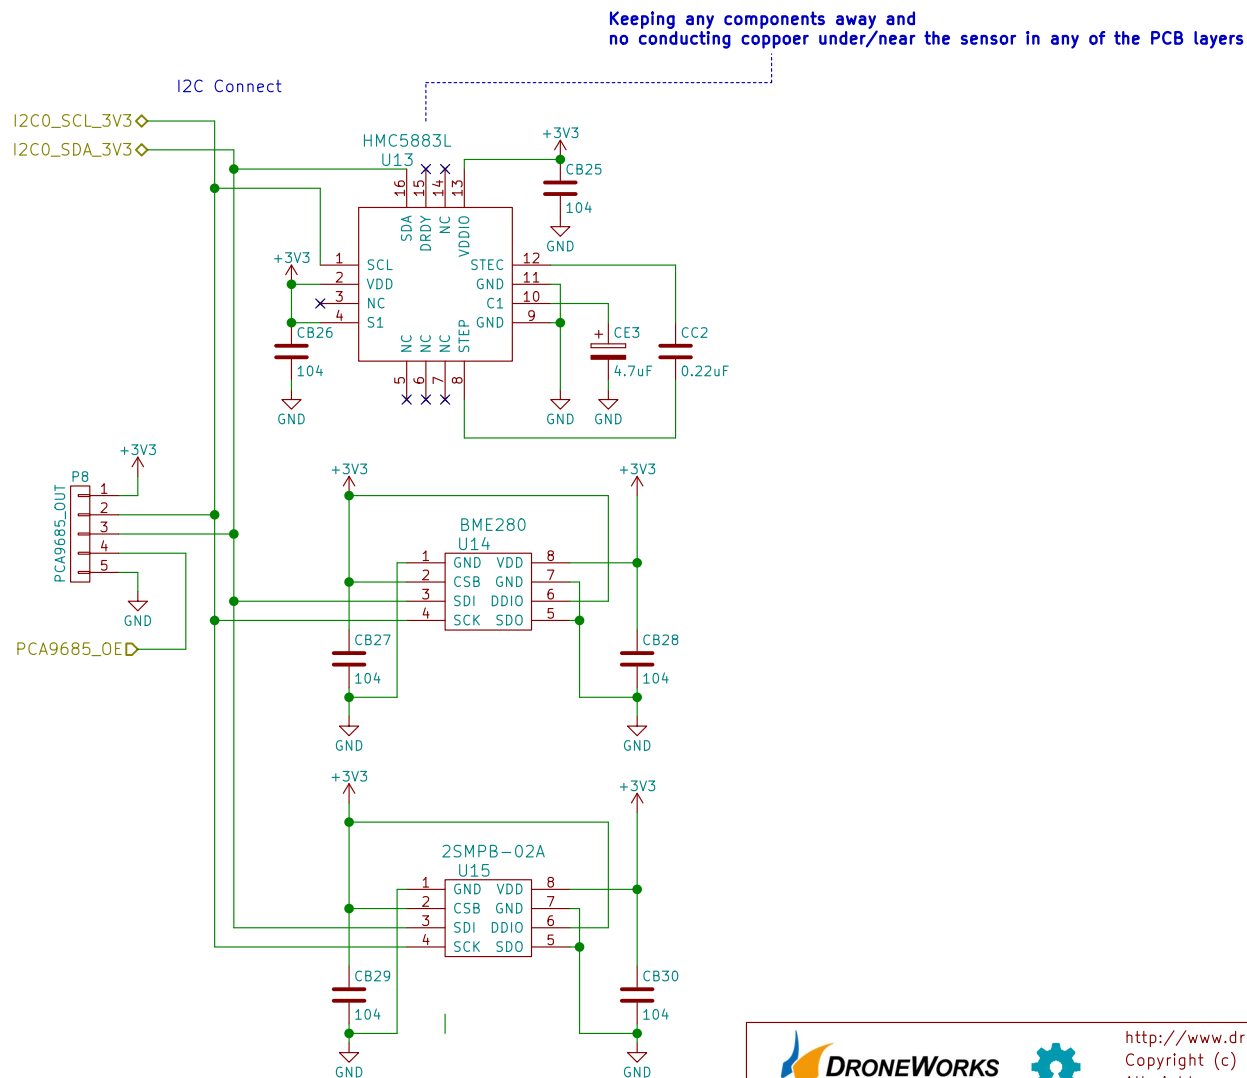 Keeping any components away and
no conducting coppoer under/near the sensor in any of the PCB layers
I2C Connect
I2C0_SCL_3V3
I2C0_SDA_3V3
HMC5883L
U13
16
15
14
13
SDA
DRDY
NC
VDDIO
+3V3
CB25
104
GND
+3V3
1 SCL
2 VDD
3 NC
4 S1
STEC 12
GND 11
C1 10
GND 9
NC
NC
NC
STEP
5
6
7
8
CB26
104
GND
CE3
4.7uF
GND
GND
+
CC2
0.22uF
+3V3
P8
PCA9685_OUT
1
2
3
4
5
GND
PCA9685_OE
+3V3
+3V3
BME280
U14
1 GND VDD 8
2 CSB GND 7
3 SDI DDIO 6
4 SCK SDO 5
CB27
104
GND
CB28
104
GND
+3V3
+3V3
2SMPB-02A
U15
1 GND VDD 8
2 CSB GND 7
3 SDI DDIO 6
4 SCK SDO 5
CB29
104
GND
CB30
104
GND
DRONEWORKS
http://www.dr
Copyright (c)